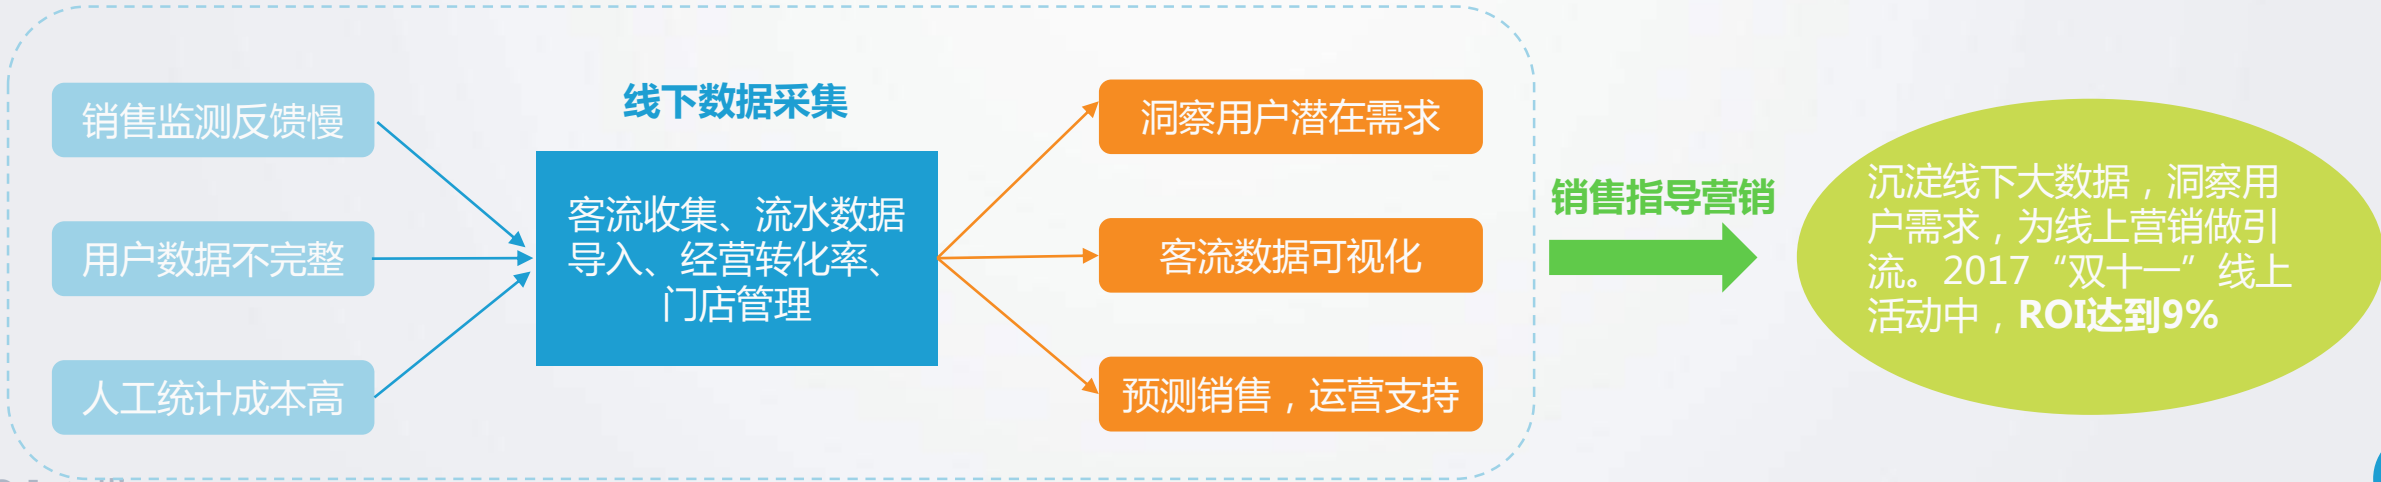 销售监测反馈慢
用户数据不完整
人工统计成本高
线下数据采集
客流收集、流水数据
导入、经营转化率、
门店管理
洞察用户潜在需求
客流数据可视化
预测销售，运营支持
销售指导营销
沉淀线下大数据，洞察用
户需求，为线上营销做引
流。2017“双十一”线上
活动中，ROI达到9%